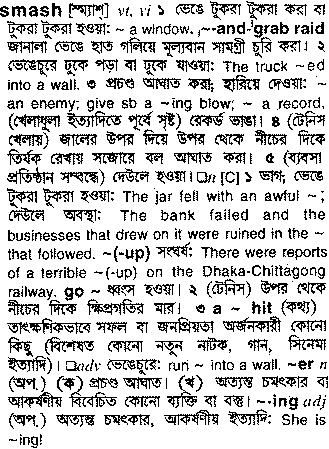 smash [স্ম্যাশ্] vt, vi ১ ভেঙে টুকরা টুকরা করা বা
টুকরা টুকরা হওয়া: ~ a window. ˌ~-and-ˈgrab raid
জানালা ভেঙে হাত গলিয়ে মূল্যবান সামগ্রী চুরি করা। ২
ভেঙেচুরে ঢুকে পড়া বা ঢুকে যাওয়া: The truck ~ed
into a wall. ৩ প্রচণ্ড আঘাত করা; হারিয়ে দেওয়া: ~
an enemy; give sb a ~ing blow; ~ a record,
(খেলাধুলা ইত্যাদিতে পূর্বে সৃষ্ট) রেকর্ড ভাঙা। ৪ (টেনিস
খেলায়) জালের উপর দিয়ে উপর থেকে নীচের দিকে
তির্যক রেখায় সজোরে বল আঘাত করা। ৫ (ব্যবসা
প্রতিষ্ঠান সম্বন্ধে) দেউলে হওয়া। □n [C] ১ ভাগ; ভেঙে
টুকরা টুকরা হওয়া: The jar fell with an awful ~;
দেউলে অবস্থা: The bank failed and the
businesses that drew on it were ruined in the ~
that followed. ~(-up) সংঘর্ষ: There were reports
of a terrible ~(-up) on the Dhaka-Chittagong
railway. go ~ ধ্বংস হওয়া। ২ (টেনিস) উপর থেকে
নীচের দিকে ক্ষিপ্রগতির মার। ৩ a ~ hit (কথ্য)
তাৎক্ষণিকভাবে সফল বা জনপ্রিয়তা অর্জনকারী কোনো
কিছু (বিশেষত কোনো নতুন নাটক, গান, সিনেমা
ইত্যাদি)। □adv ভেঙেচুরে: run ~ into a wall. ~er n
(অপ.) (ক) প্রচণ্ড আঘাত। (খ) অত্যন্ত চমৎকার বা
আকর্ষণীয় বিবেচিত কোনো ব্যক্তি বা বস্তু। ~ing adj
(অপ.) অত্যন্ত চমৎকার, আকর্ষণীয় ইত্যাদি: She is
~ing!